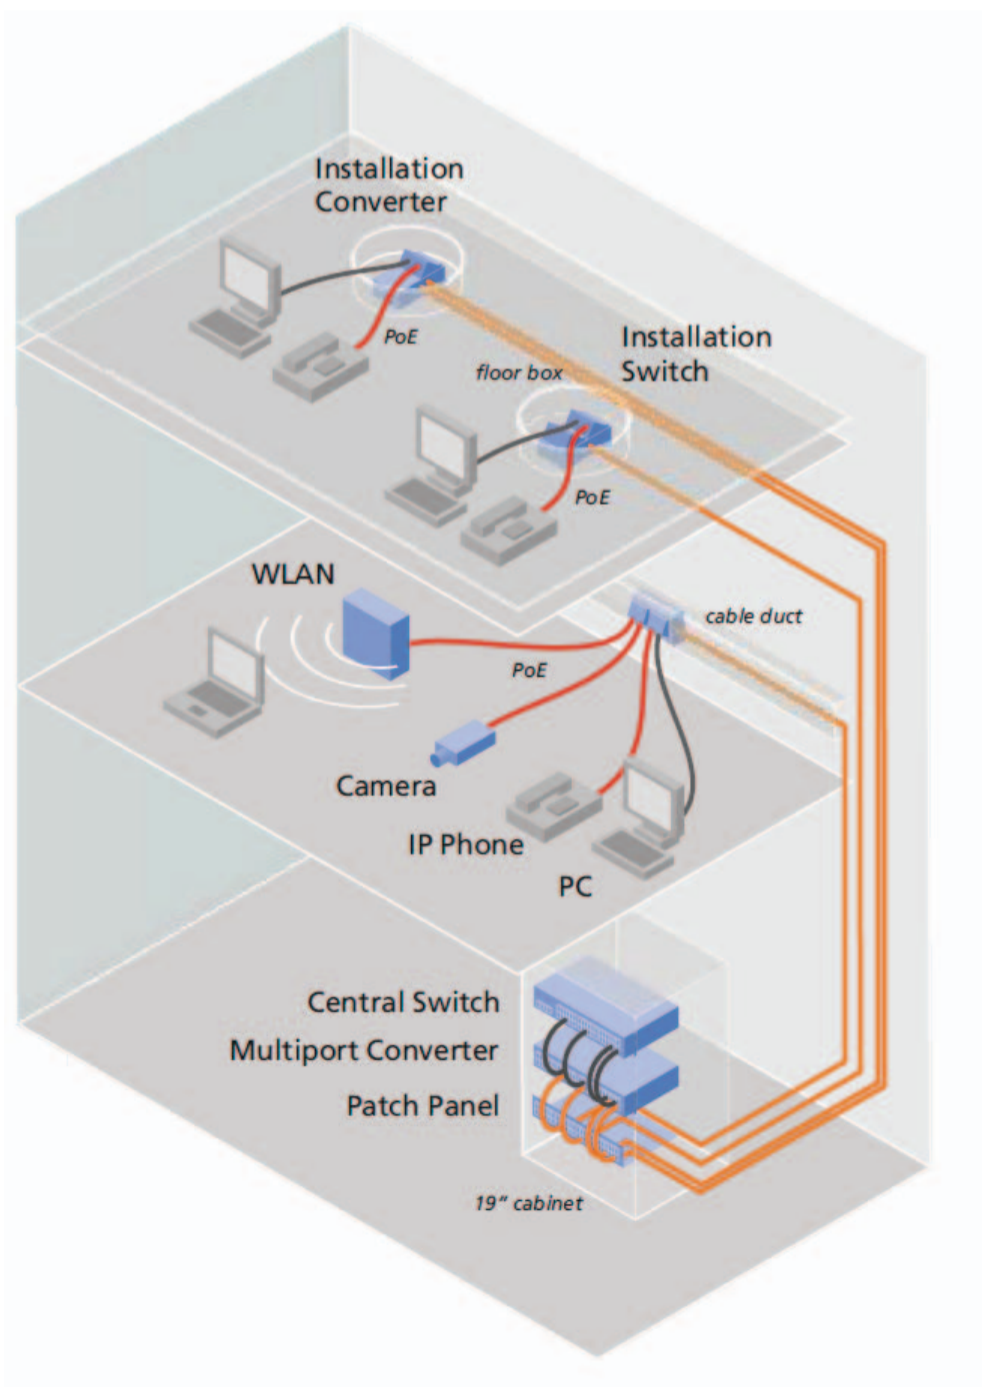 Installation
Converter
PoE
Installation
Switch
floor box
PoE
WLAN
cable duct
PoE
Camera
IP Phone
PC
Central Switch
Multiport Converter
Patch Panel
19″ cabinet